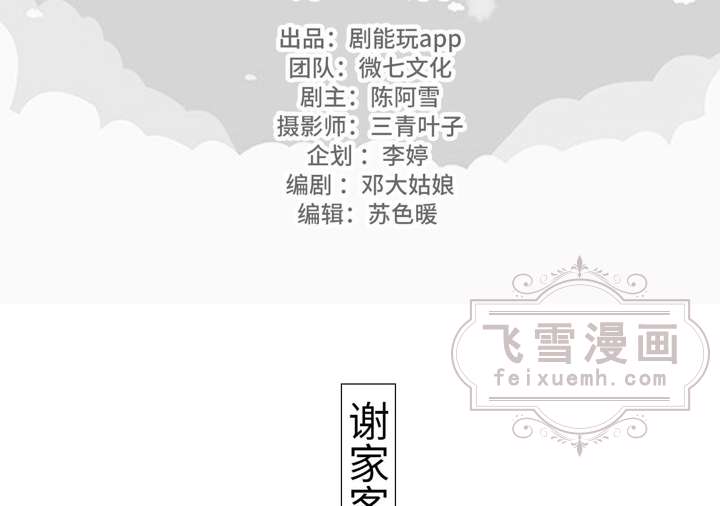 出品：剧能玩app
团队：微七文化
剧主：陈阿雪
摄影师：三青叶子
企划：李婷
编剧：邓大姑娘
编辑：苏色暖
飞雪漫画
feixuemh.com
谢家客